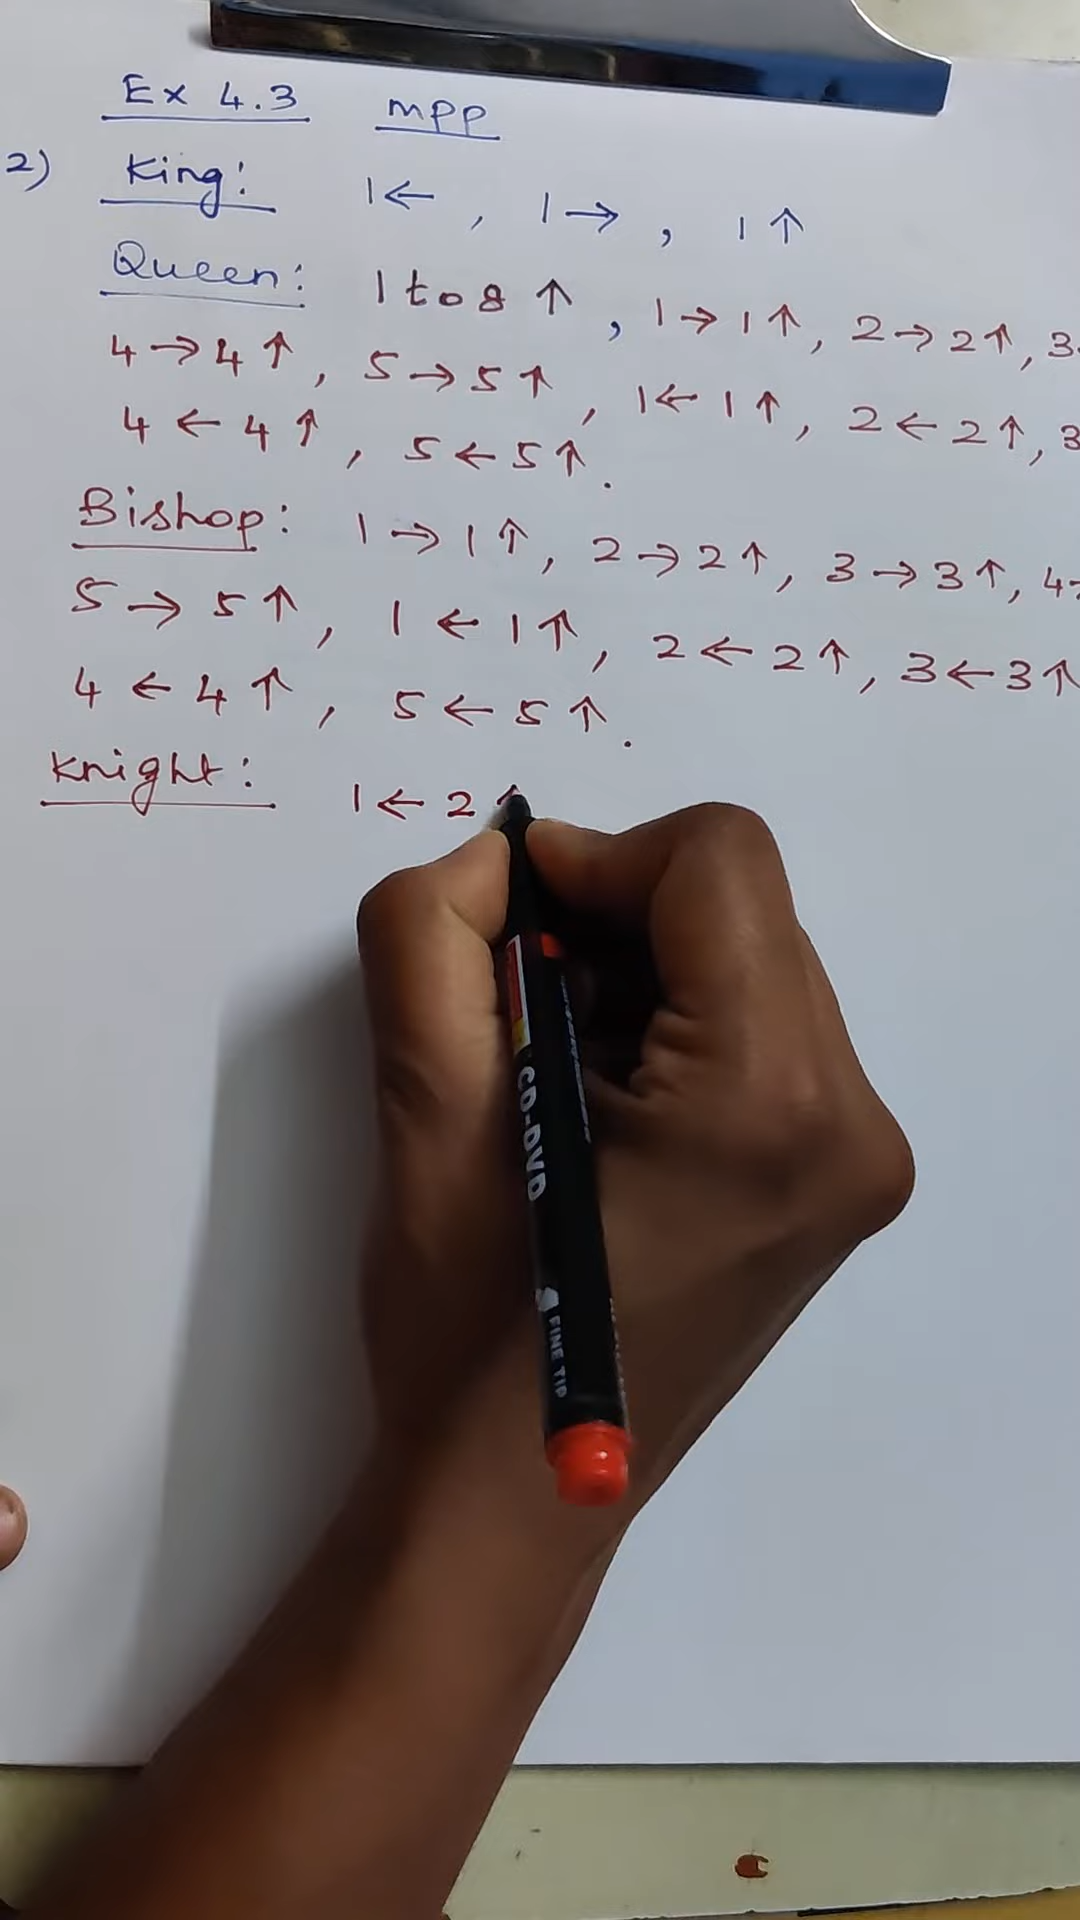 Ex 4.3 MPP
2) King: 1← , 1→ , 1↑
Queen: 1 to 8 ↑ , 1→1↑, 2→2↑, 3
4→4↑, 5→5↑, 1←1↑, 2←2↑, 3
4←4↑, 5←5↑.
Bishop: 1→1↑, 2→2↑, 3→3↑, 4→
5→5↑, 1←1↑, 2←2↑, 3←3↑
4←4↑, 5←5↑.
Knight: 1←2↑
CD-DVD
FINE TIP